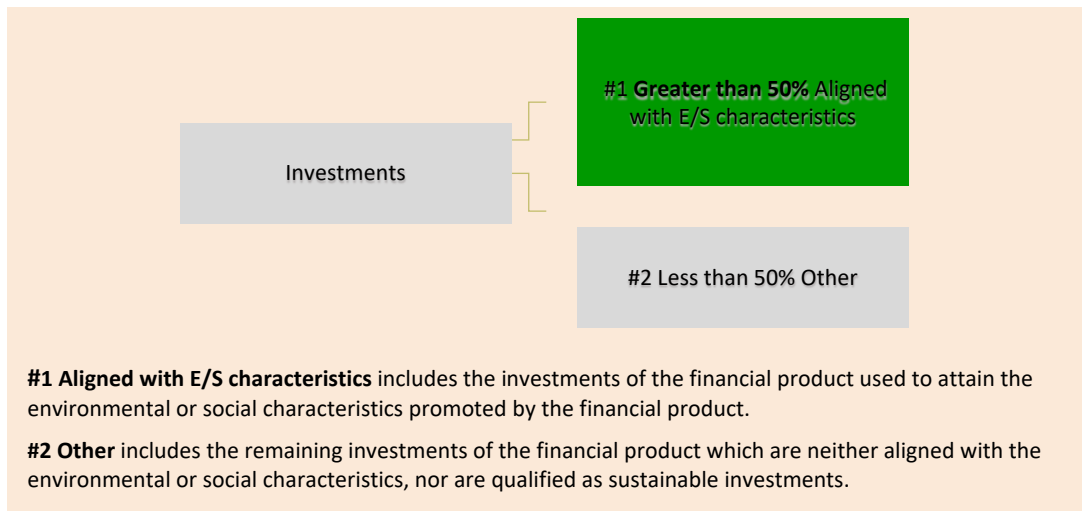 #1 Greater than 50% Aligned
with E/S characteristics
Investments
#2 Less than 50% Other
#1 Aligned with E/S characteristics includes the investments of the financial product used to attain the
environmental or social characteristics promoted by the financial product.
#2 Other includes the remaining investments of the financial product which are neither aligned with the
environmental or social characteristics, nor are qualified as sustainable investments.